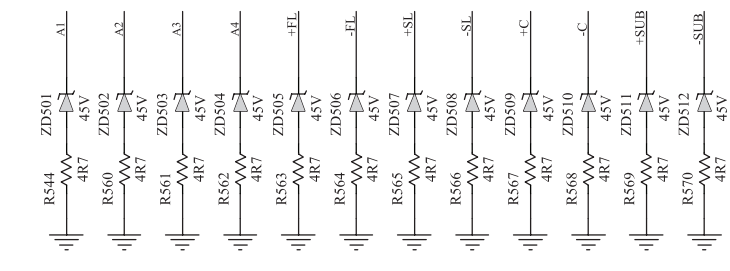 A1
A2
A3
A4
+FL
-FL
+SL
-SL
+C
-C
+SUB
-SUB
ZD501
45V
ZD502
45V
ZD503
45V
ZD504
45V
ZD505
45V
ZD506
45V
ZD507
45V
ZD508
45V
ZD509
45V
ZD510
45V
ZD511
45V
ZD512
45V
R544
4R7
R560
4R7
R561
4R7
R562
4R7
R563
4R7
R564
4R7
R565
4R7
R566
4R7
R567
4R7
R568
4R7
R569
4R7
R570
4R7